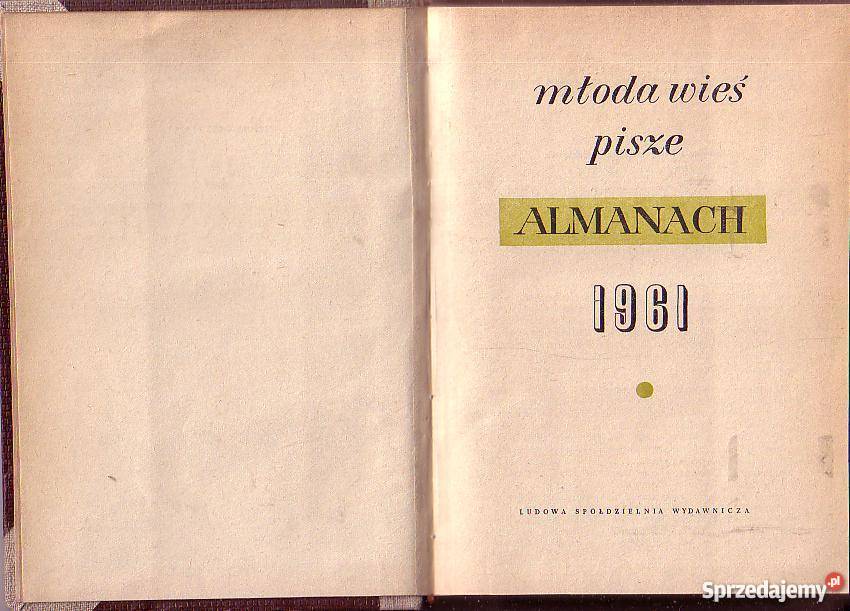 młoda wieś
pisze
ALMANACH
1961
LUDOWA SPÓŁDZIELNIA WYDAWNICZA
Sprzedajemy.pl